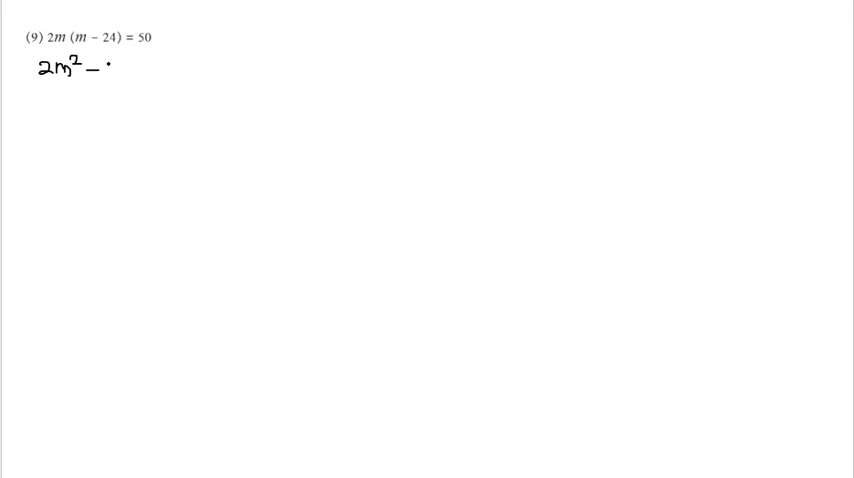 (9) 2m (m − 24) = 50
2m² −